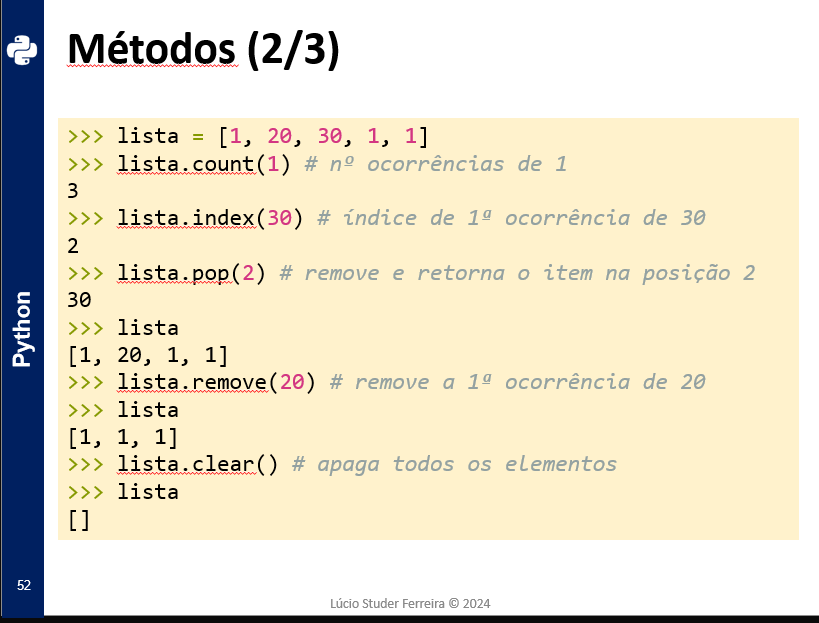 Métodos (2/3)
>>> lista = [1, 20, 30, 1, 1]
>>> lista.count(1) # nº ocorrências de 1
3
>>> lista.index(30) # índice de 1ª ocorrência de 30
2
>>> lista.pop(2) # remove e retorna o item na posição 2
30
>>> lista
[1, 20, 1, 1]
>>> lista.remove(20) # remove a 1ª ocorrência de 20
>>> lista
[1, 1, 1]
>>> lista.clear() # apaga todos os elementos
>>> lista
[]
Python
52
Lúcio Studer Ferreira © 2024